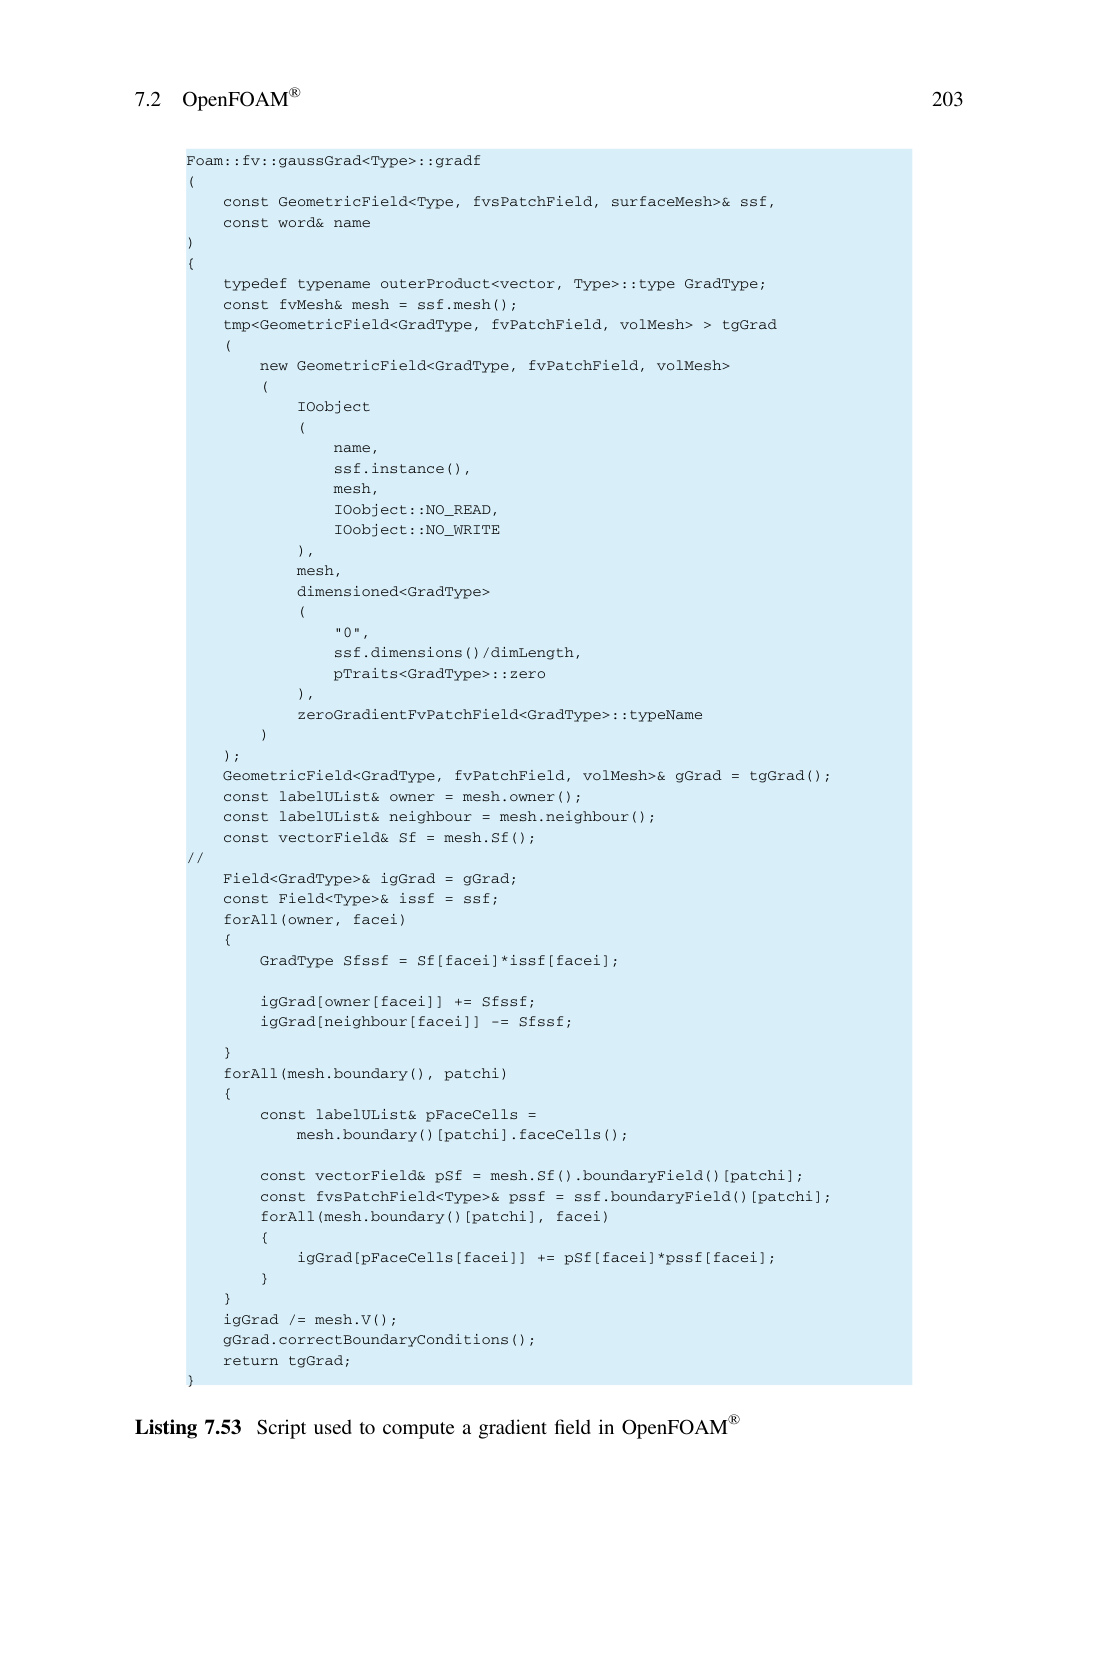 7.2 OpenFOAM® 203
Foam::fv::gaussGrad<Type>::gradf
(
    const GeometricField<Type, fvsPatchField, surfaceMesh>& ssf,
    const word& name
)
{
    typedef typename outerProduct<vector, Type>::type GradType;
    const fvMesh& mesh = ssf.mesh();
    tmp<GeometricField<GradType, fvPatchField, volMesh> > tgGrad
    (
        new GeometricField<GradType, fvPatchField, volMesh>
        (
            IOobject
            (
                name,
                ssf.instance(),
                mesh,
                IOobject::NO_READ,
                IOobject::NO_WRITE
            ),
            mesh,
            dimensioned<GradType>
            (
                "0",
                ssf.dimensions()/dimLength,
                pTraits<GradType>::zero
            ),
            zeroGradientFvPatchField<GradType>::typeName
        )
    );
    GeometricField<GradType, fvPatchField, volMesh>& gGrad = tgGrad();
    const labelUList& owner = mesh.owner();
    const labelUList& neighbour = mesh.neighbour();
    const vectorField& Sf = mesh.Sf();
//
    Field<GradType>& igGrad = gGrad;
    const Field<Type>& issf = ssf;
    forAll(owner, facei)
    {
        GradType Sfssf = Sf[facei]*issf[facei];

        igGrad[owner[facei]] += Sfssf;
        igGrad[neighbour[facei]] -= Sfssf;
    }
    forAll(mesh.boundary(), patchi)
    {
        const labelUList& pFaceCells =
            mesh.boundary()[patchi].faceCells();

        const vectorField& pSf = mesh.Sf().boundaryField()[patchi];
        const fvsPatchField<Type>& pssf = ssf.boundaryField()[patchi];
        forAll(mesh.boundary()[patchi], facei)
        {
            igGrad[pFaceCells[facei]] += pSf[facei]*pssf[facei];
        }
    }
    igGrad /= mesh.V();
    gGrad.correctBoundaryConditions();
    return tgGrad;
}
Listing 7.53 Script used to compute a gradient field in OpenFOAM®